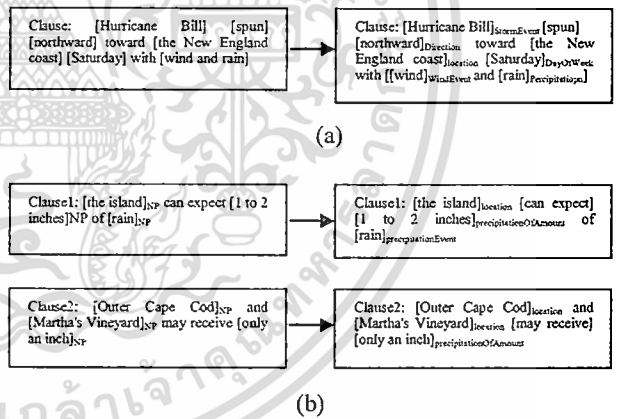 Clause: [Hurricane Bill] [spun]
[northward] toward [the New England
coast] [Saturday] with [wind and rain]
Clause: [Hurricane Bill]StormEvent [spun]
[northward]Direction toward [the New
England coast]location [Saturday]DayOfWeek
with [[wind]WindEvent and [rain]Percipitation]
(a)
Clause1: [the island]NP can expect [1 to 2
inches]NP of [rain]NP
Clause1: [the island]location [can expect]
[1 to 2 inches]precipitationOfAmount of
[rain]precipitationEvent
Clause2: [Outer Cape Cod]NP and
[Martha's Vineyard]NP may receive [only
an inch]NP
Clause2: [Outer Cape Cod]location and
[Martha's Vineyard]location [may receive]
[only an inch]precipitationOfAmount
(b)